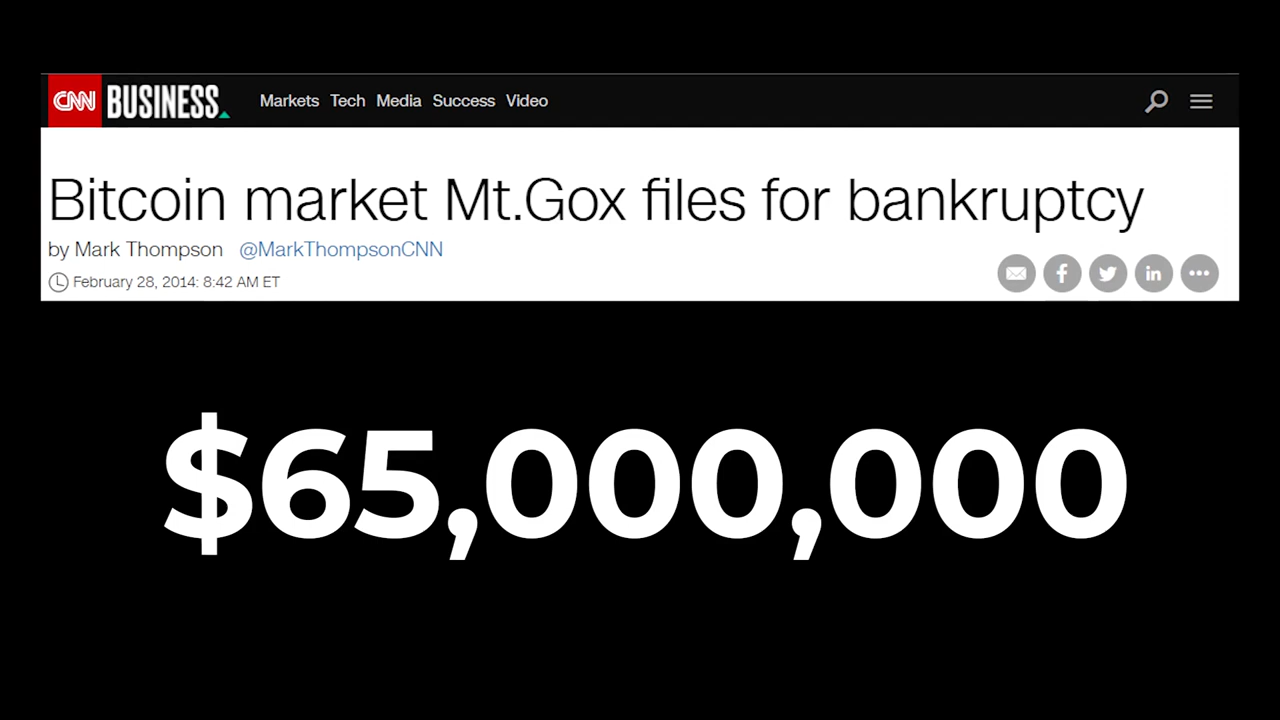 CNN BUSINESS Markets Tech Media Success Video
Bitcoin market Mt.Gox files for bankruptcy
by Mark Thompson @MarkThompsonCNN
February 28, 2014: 8:42 AM ET
$65,000,000